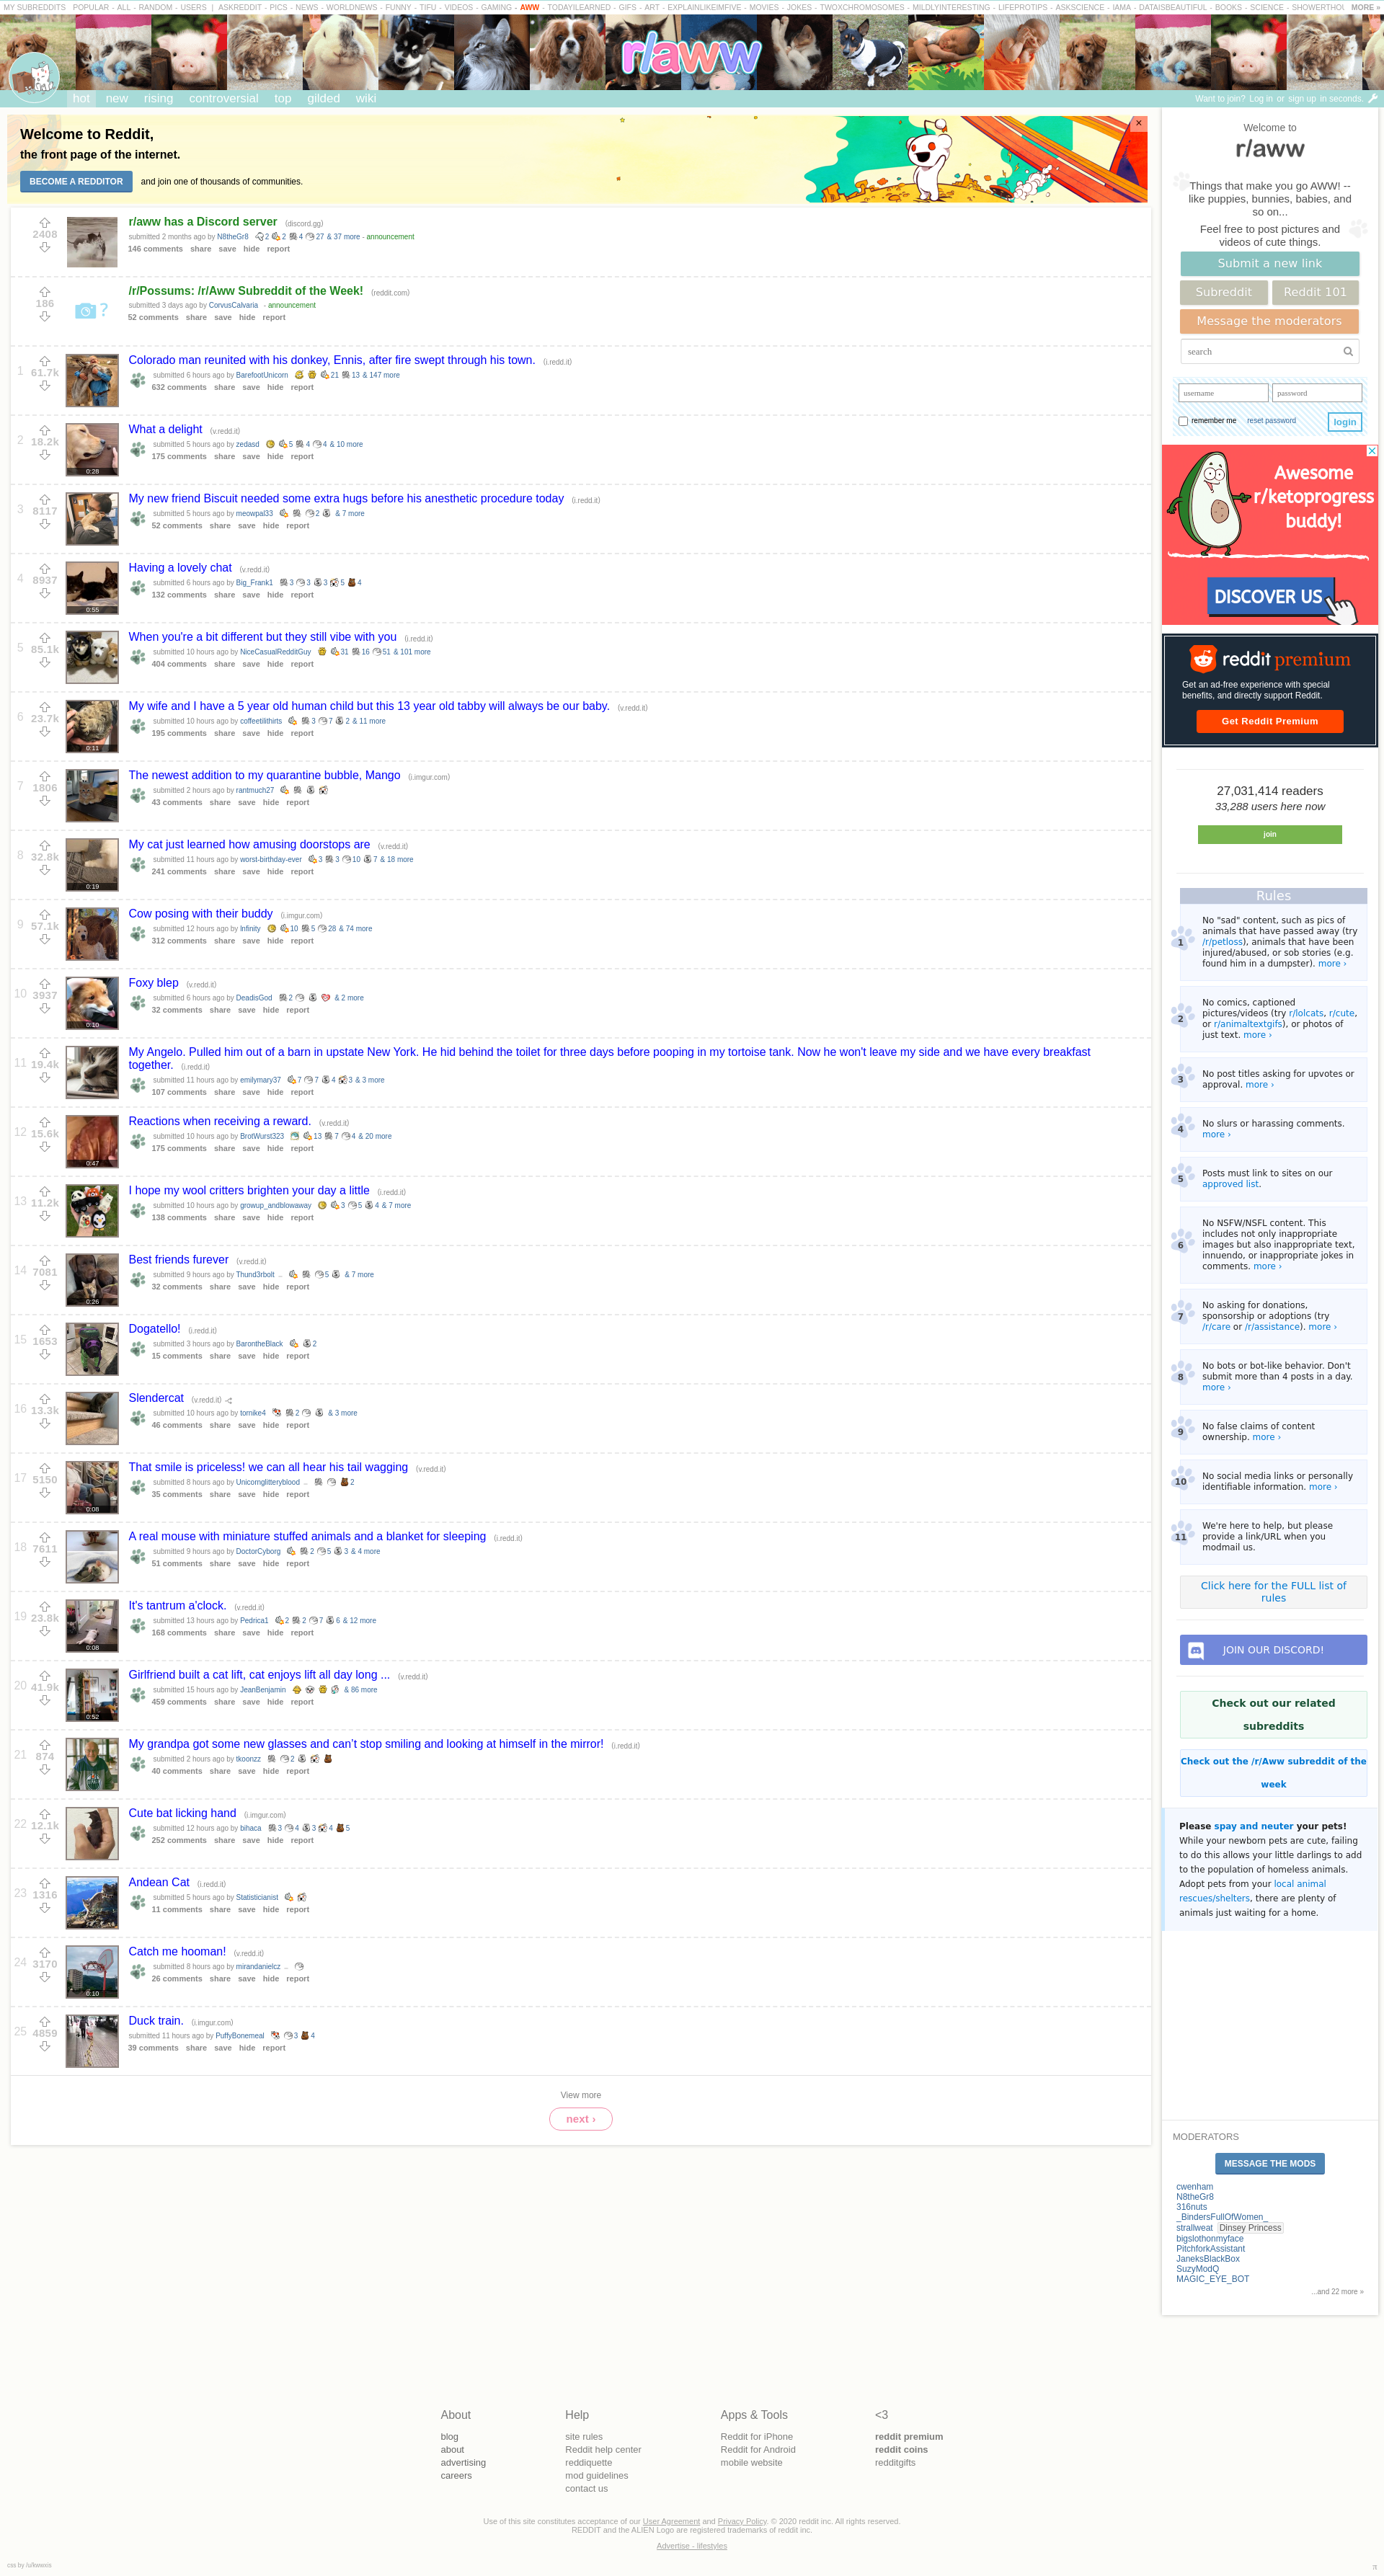 MY SUBREDDITS POPULAR - ALL - RANDOM - USERS | ASKREDDIT - PICS - NEWS - WORLDNEWS - FUNNY - TIFU - VIDEOS - GAMING - AWW - TODAYILEARNED - GIFS - ART - EXPLAINLIKEIMFIVE - MOVIES - JOKES - TWOXCHROMOSOMES - MILDLYINTERESTING - LIFEPROTIPS - ASKSCIENCE - IAMA - DATAISBEAUTIFUL - BOOKS - SCIENCE - SHOWERTHOU MORE »
r/aww
hot new rising controversial top gilded wiki
Want to join? Log in or sign up in seconds.
Welcome to Reddit,
the front page of the internet.
BECOME A REDDITOR and join one of thousands of communities.
×
2408
r/aww has a Discord server (discord.gg)
submitted 2 months ago by N8theGr8 2 2 4 27 & 37 more - announcement
146 comments share save hide report
186
/r/Possums: /r/Aww Subreddit of the Week! (reddit.com)
submitted 3 days ago by CorvusCalvaria - announcement
52 comments share save hide report
1 61.7k
Colorado man reunited with his donkey, Ennis, after fire swept through his town. (i.redd.it)
submitted 6 hours ago by BarefootUnicorn 21 13 & 147 more
632 comments share save hide report
2 18.2k
0:28
What a delight (v.redd.it)
submitted 5 hours ago by zedasd 5 4 4 & 10 more
175 comments share save hide report
3 8117
My new friend Biscuit needed some extra hugs before his anesthetic procedure today (i.redd.it)
submitted 5 hours ago by meowpal33 2 & 7 more
52 comments share save hide report
4 8937
0:55
Having a lovely chat (v.redd.it)
submitted 6 hours ago by Big_Frank1 3 3 3 5 4
132 comments share save hide report
5 85.1k
When you're a bit different but they still vibe with you (i.redd.it)
submitted 10 hours ago by NiceCasualRedditGuy 31 16 51 & 101 more
404 comments share save hide report
6 23.7k
0:11
My wife and I have a 5 year old human child but this 13 year old tabby will always be our baby. (v.redd.it)
submitted 10 hours ago by coffeetilithirts 3 7 2 & 11 more
195 comments share save hide report
7 1806
The newest addition to my quarantine bubble, Mango (i.imgur.com)
submitted 2 hours ago by rantmuch27
43 comments share save hide report
8 32.8k
0:19
My cat just learned how amusing doorstops are (v.redd.it)
submitted 11 hours ago by worst-birthday-ever 3 3 10 7 & 18 more
241 comments share save hide report
9 57.1k
Cow posing with their buddy (i.imgur.com)
submitted 12 hours ago by lnfinity 10 5 28 & 74 more
312 comments share save hide report
10 3937
0:10
Foxy blep (v.redd.it)
submitted 6 hours ago by DeadisGod 2 & 2 more
32 comments share save hide report
11 19.4k
My Angelo. Pulled him out of a barn in upstate New York. He hid behind the toilet for three days before pooping in my tortoise tank. Now he won't leave my side and we have every breakfast
together. (i.redd.it)
submitted 11 hours ago by emilymary37 7 7 4 3 & 3 more
107 comments share save hide report
12 15.6k
0:47
Reactions when receiving a reward. (v.redd.it)
submitted 10 hours ago by BrotWurst323 13 7 4 & 20 more
175 comments share save hide report
13 11.2k
I hope my wool critters brighten your day a little (i.redd.it)
submitted 10 hours ago by growup_andblowaway 3 5 4 & 7 more
138 comments share save hide report
14 7081
0:26
Best friends furever (v.redd.it)
submitted 9 hours ago by Thund3rbolt 5 & 7 more
32 comments share save hide report
15 1653
Dogatello! (i.redd.it)
submitted 3 hours ago by BarontheBlack 2
15 comments share save hide report
16 13.3k
Slendercat (v.redd.it)
submitted 10 hours ago by tornike4 2 & 3 more
46 comments share save hide report
17 5150
0:08
That smile is priceless! we can all hear his tail wagging (v.redd.it)
submitted 8 hours ago by Unicornglitteryblood 2
35 comments share save hide report
18 7611
A real mouse with miniature stuffed animals and a blanket for sleeping (i.redd.it)
submitted 9 hours ago by DoctorCyborg 2 5 3 & 4 more
51 comments share save hide report
19 23.8k
0:08
It's tantrum a'clock. (v.redd.it)
submitted 13 hours ago by Pedrica1 2 2 7 6 & 12 more
168 comments share save hide report
20 41.9k
0:52
Girlfriend built a cat lift, cat enjoys lift all day long ... (v.redd.it)
submitted 15 hours ago by JeanBenjamin & 86 more
459 comments share save hide report
21 874
My grandpa got some new glasses and can't stop smiling and looking at himself in the mirror! (i.redd.it)
submitted 2 hours ago by tkoonzz 2
40 comments share save hide report
22 12.1k
Cute bat licking hand (i.imgur.com)
submitted 12 hours ago by bihaca 3 4 3 4 5
252 comments share save hide report
23 1316
Andean Cat (i.redd.it)
submitted 5 hours ago by Statisticianist
11 comments share save hide report
24 3170
0:10
Catch me hooman! (v.redd.it)
submitted 8 hours ago by mirandanielcz
26 comments share save hide report
25 4859
Duck train. (i.imgur.com)
submitted 11 hours ago by PuffyBonemeal 3 4
39 comments share save hide report
View more
next ›
Welcome to
r/aww
Things that make you go AWW! --
like puppies, bunnies, babies, and
so on...
Feel free to post pictures and
videos of cute things.
Submit a new link
Subreddit Reddit 101
Message the moderators
search
username password
remember me reset password login
Awesome
r/ketoprogress
buddy!
DISCOVER US
reddit premium
Get an ad-free experience with special
benefits, and directly support Reddit.
Get Reddit Premium
27,031,414 readers
33,288 users here now
join
Rules
1 No "sad" content, such as pics of
animals that have passed away (try
/r/petloss), animals that have been
injured/abused, or sob stories (e.g.
found him in a dumpster). more ›
2 No comics, captioned
pictures/videos (try r/lolcats, r/cute,
or r/animaltextgifs), or photos of
just text. more ›
3 No post titles asking for upvotes or
approval. more ›
4 No slurs or harassing comments.
more ›
5 Posts must link to sites on our
approved list.
6 No NSFW/NSFL content. This
includes not only inappropriate
images but also inappropriate text,
innuendo, or inappropriate jokes in
comments. more ›
7 No asking for donations,
sponsorship or adoptions (try
/r/care or /r/assistance). more ›
8 No bots or bot-like behavior. Don't
submit more than 4 posts in a day.
more ›
9 No false claims of content
ownership. more ›
10 No social media links or personally
identifiable information. more ›
11 We're here to help, but please
provide a link/URL when you
modmail us.
Click here for the FULL list of
rules
JOIN OUR DISCORD!
Check out our related
subreddits
Check out the /r/Aww subreddit of the
week
Please spay and neuter your pets!
While your newborn pets are cute, failing
to do this allows your little darlings to add
to the population of homeless animals.
Adopt pets from your local animal
rescues/shelters, there are plenty of
animals just waiting for a home.
MODERATORS
MESSAGE THE MODS
cwenham
N8theGr8
316nuts
_BindersFullOfWomen_
strallweat Dinsey Princess
bigslothonmyface
PitchforkAssistant
JaneksBlackBox
SuzyModQ
MAGIC_EYE_BOT
...and 22 more »
About
blog
about
advertising
careers
Help
site rules
Reddit help center
reddiquette
mod guidelines
contact us
Apps & Tools
Reddit for iPhone
Reddit for Android
mobile website
<3
reddit premium
reddit coins
redditgifts
Use of this site constitutes acceptance of our User Agreement and Privacy Policy. © 2020 reddit inc. All rights reserved.
REDDIT and the ALIEN Logo are registered trademarks of reddit inc.
Advertise - lifestyles
π